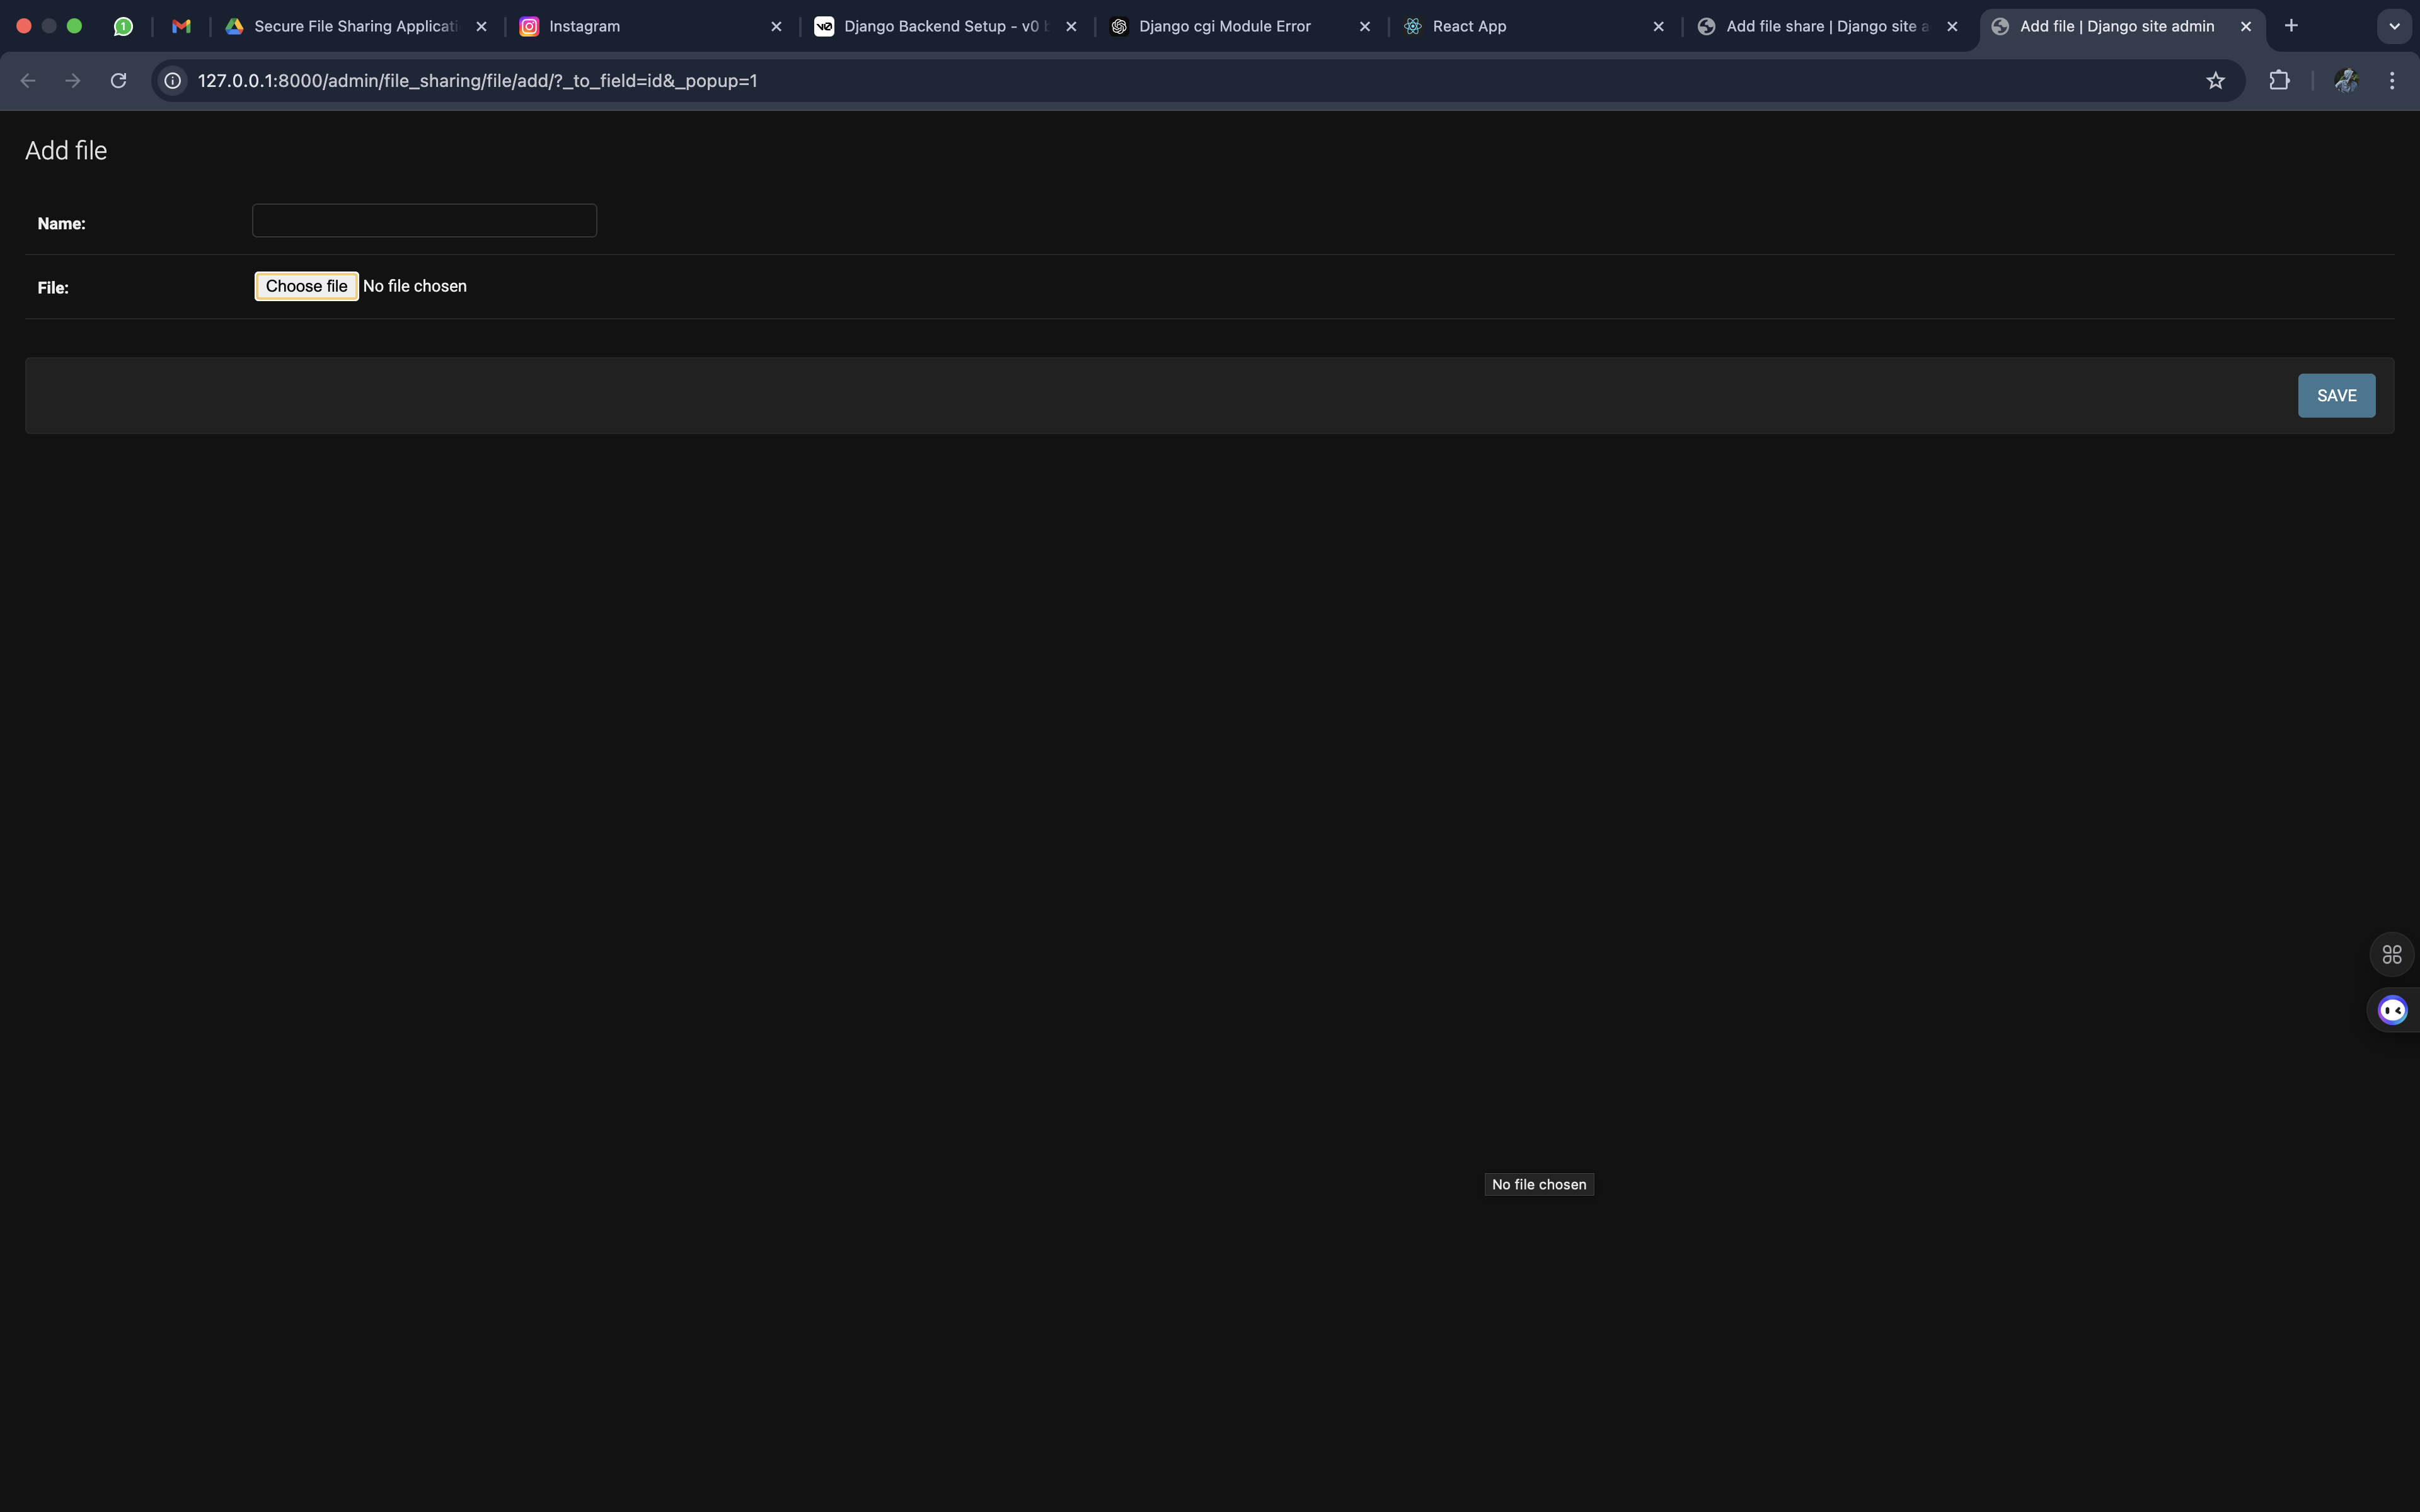 Secure File Sharing Applicati
Instagram
Django Backend Setup - v0 b
Django cgi Module Error
React App
Add file share | Django site a
Add file | Django site admin
127.0.0.1:8000/admin/file_sharing/file/add/?_to_field=id&_popup=1
Add file
Name:
File: Choose file No file chosen
SAVE
No file chosen